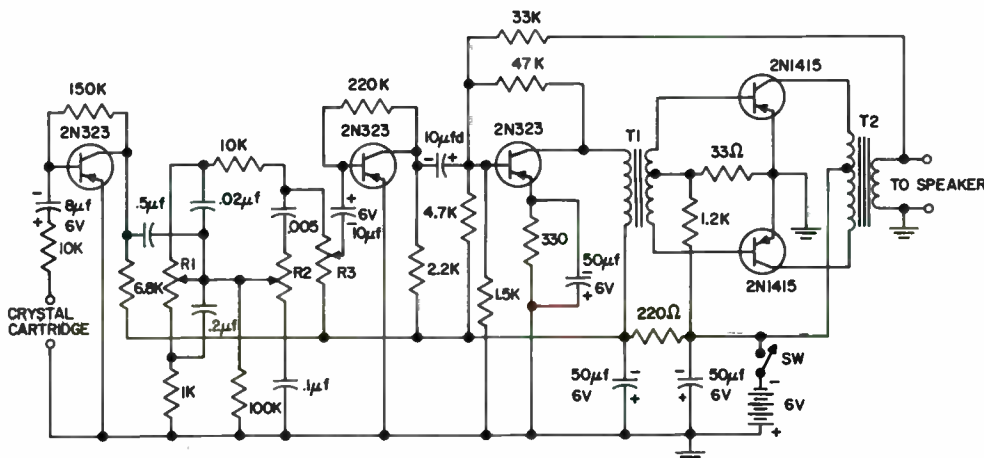 33K
47K
2N1415
150K
220K
2N323
2N323
10µfd
2N323
T1
T2
10K
33Ω
- +
-
8µf
6V
+
10K
.5µf
.02µf
.005
+
6V
-
10µf
4.7K
330
1.2K
TO SPEAKER
R1
R2
R3
2.2K
1.5K
-
50µf
+
6V
2N1415
6.8K
.2µf
220Ω
CRYSTAL
CARTRIDGE
SW
1K
100K
.1µf
50µf
6V
-
+
-
+
50µf
6V
-
6V
+